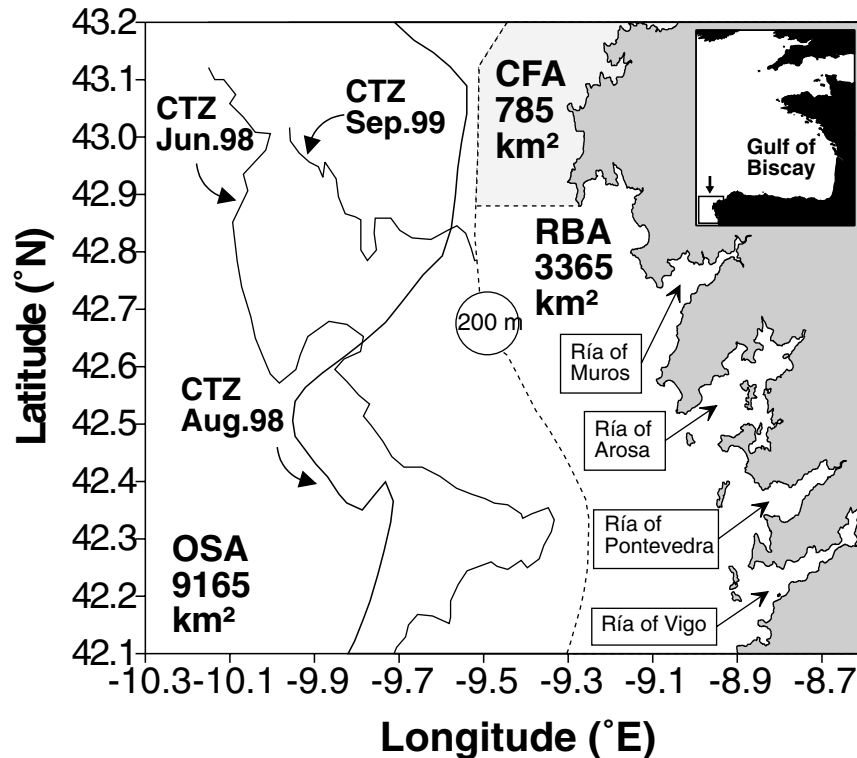 43.2
43.1
43.0
42.9
42.8
42.7
42.6
42.5
42.4
42.3
42.2
42.1
Latitude (˚N)
-10.3
-10.1
-9.9
-9.7
-9.5
-9.3
-9.1
-8.9
-8.7
Longitude (˚E)
CTZ
Jun.98
CTZ
Sep.99
CFA
785
km²
Gulf of
Biscay
RBA
3365
km²
200 m
Ría of
Muros
CTZ
Aug.98
Ría of
Arosa
OSA
9165
km²
Ría of
Pontevedra
Ría of Vigo